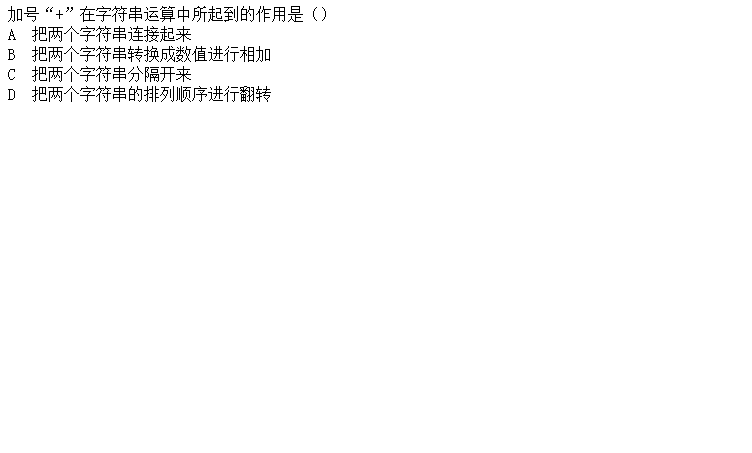 加号“+”在字符串运算中所起到的作用是（）
A  把两个字符串连接起来
B  把两个字符串转换成数值进行相加
C  把两个字符串分隔开来
D  把两个字符串的排列顺序进行翻转